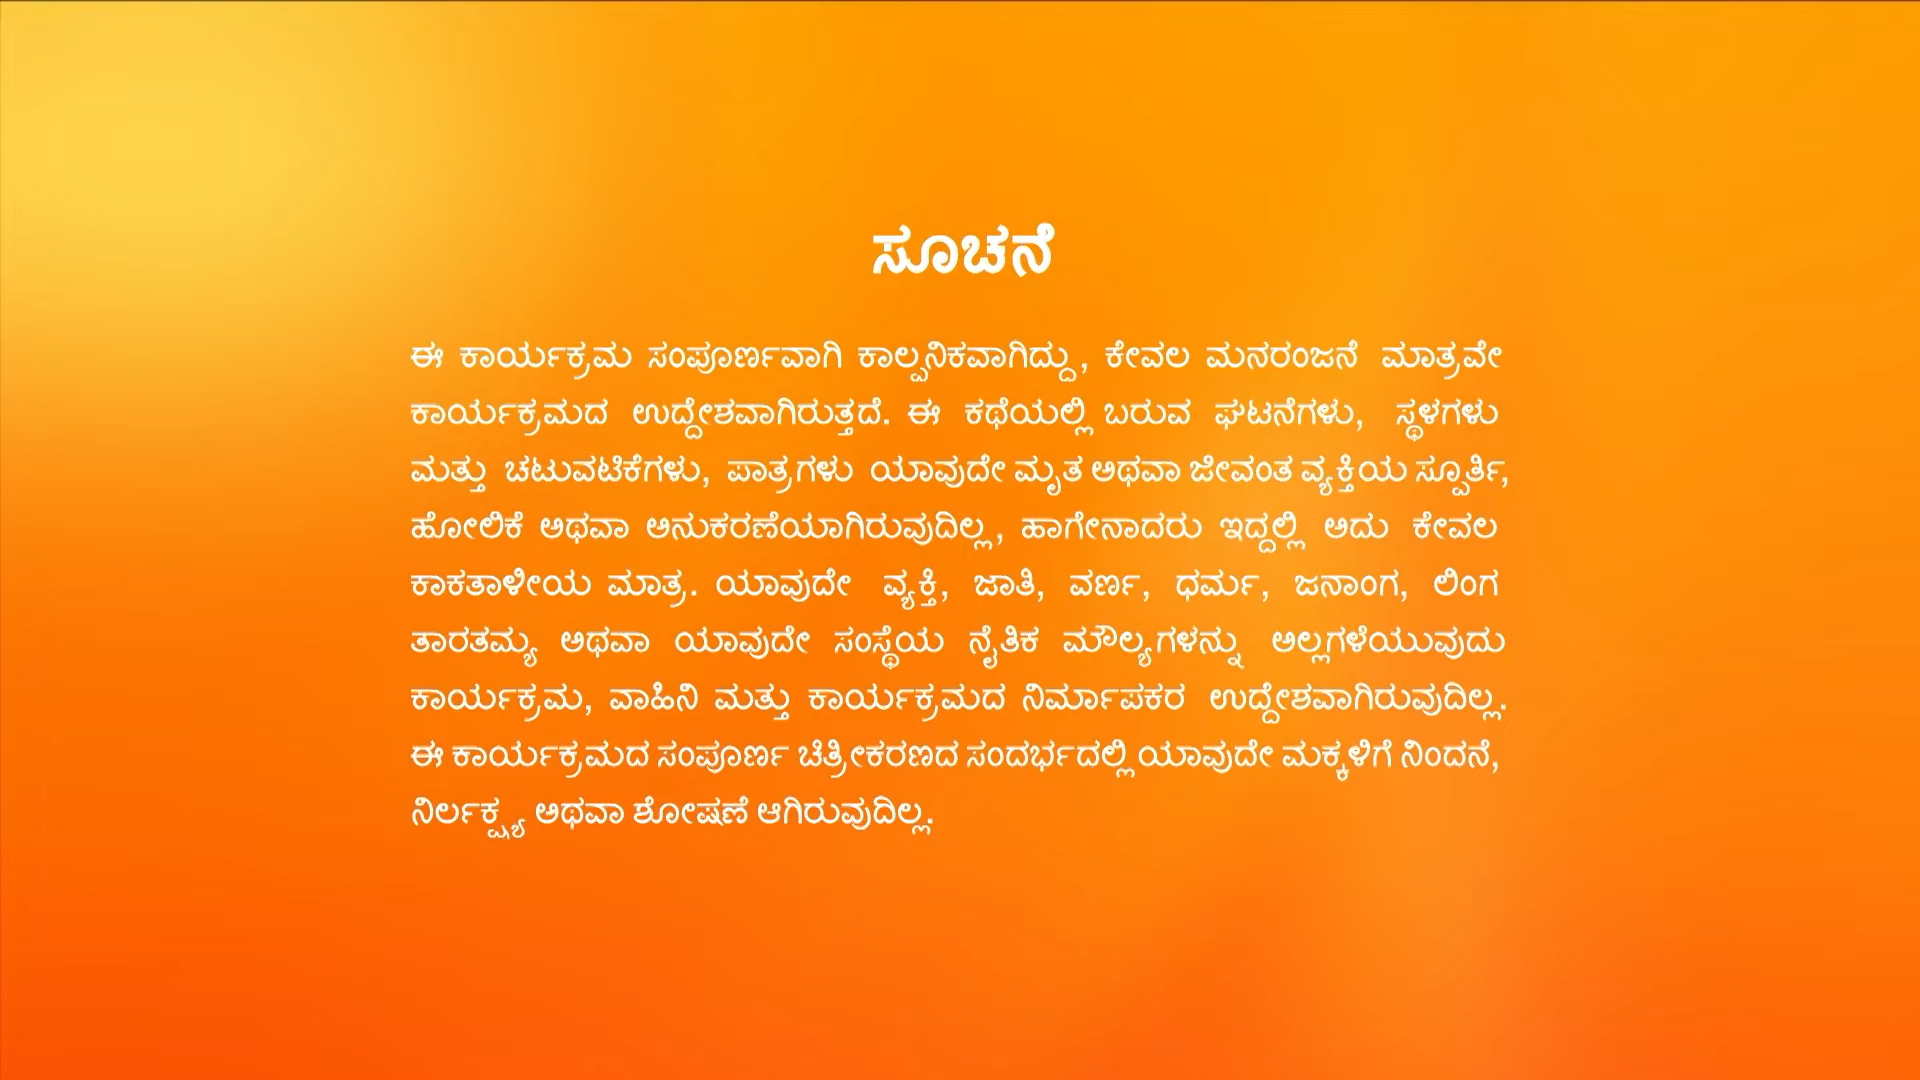 ಸೂಚನೆ
ಈ ಕಾರ್ಯಕ್ರಮ ಸಂಪೂರ್ಣವಾಗಿ ಕಾಲ್ಪನಿಕವಾಗಿದ್ದು, ಕೇವಲ ಮನರಂಜನೆ ಮಾತ್ರವೇ
ಕಾರ್ಯಕ್ರಮದ ಉದ್ದೇಶವಾಗಿರುತ್ತದೆ. ಈ ಕಥೆಯಲ್ಲಿ ಬರುವ ಘಟನೆಗಳು, ಸ್ಥಳಗಳು
ಮತ್ತು ಚಟುವಟಿಕೆಗಳು, ಪಾತ್ರಗಳು ಯಾವುದೇ ಮೃತ ಅಥವಾ ಜೀವಂತ ವ್ಯಕ್ತಿಯ ಸ್ಪೂರ್ತಿ,
ಹೋಲಿಕೆ ಅಥವಾ ಅನುಕರಣೆಯಾಗಿರುವುದಿಲ್ಲ, ಹಾಗೇನಾದರು ಇದ್ದಲ್ಲಿ ಅದು ಕೇವಲ
ಕಾಕತಾಳೀಯ ಮಾತ್ರ. ಯಾವುದೇ ವ್ಯಕ್ತಿ, ಜಾತಿ, ವರ್ಣ, ಧರ್ಮ, ಜನಾಂಗ, ಲಿಂಗ
ತಾರತಮ್ಯ ಅಥವಾ ಯಾವುದೇ ಸಂಸ್ಥೆಯ ನೈತಿಕ ಮೌಲ್ಯಗಳನ್ನು ಅಲ್ಲಗಳೆಯುವುದು
ಕಾರ್ಯಕ್ರಮ, ವಾಹಿನಿ ಮತ್ತು ಕಾರ್ಯಕ್ರಮದ ನಿರ್ಮಾಪಕರ ಉದ್ದೇಶವಾಗಿರುವುದಿಲ್ಲ.
ಈ ಕಾರ್ಯಕ್ರಮದ ಸಂಪೂರ್ಣ ಚಿತ್ರೀಕರಣದ ಸಂದರ್ಭದಲ್ಲಿ ಯಾವುದೇ ಮಕ್ಕಳಿಗೆ ನಿಂದನೆ,
ನಿರ್ಲಕ್ಷ್ಯ ಅಥವಾ ಶೋಷಣೆ ಆಗಿರುವುದಿಲ್ಲ.